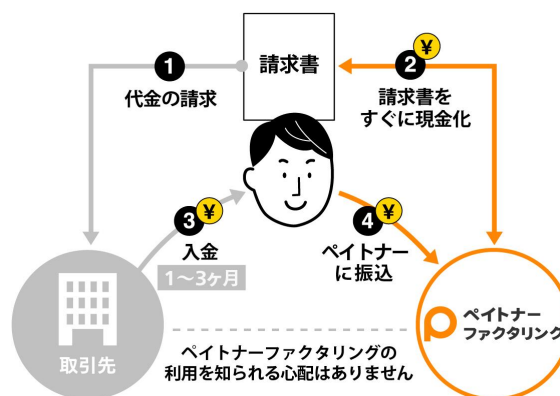 請求書
1
代金の請求
2
¥
請求書を
すぐに現金化
3
¥
入金
1〜3ヶ月
4
¥
ペイトナー
に振込
取引先
ペイトナー
ファクタリング
ペイトナーファクタリングの
利用を知られる心配はありません